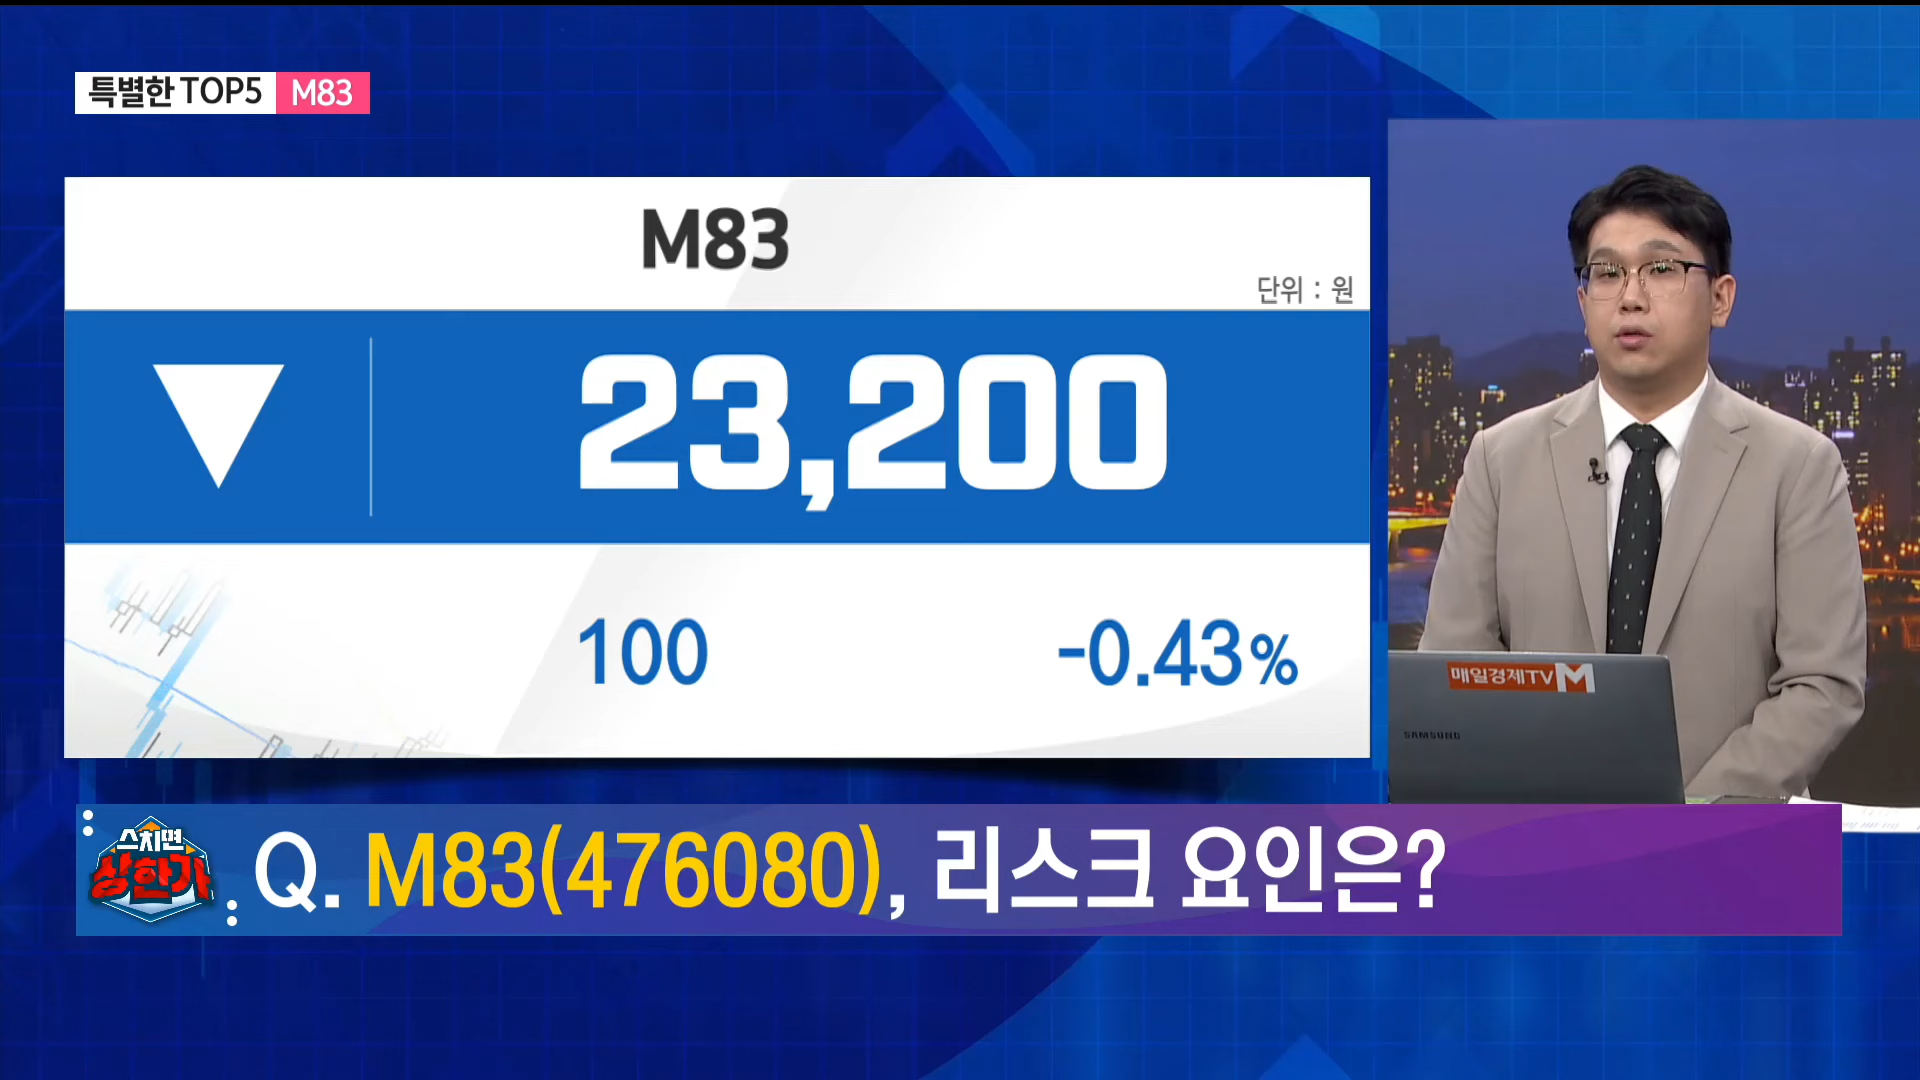 특별한 TOP5 M83
M83
단위 : 원
▼ 23,200
100 -0.43%
매일경제TV M
SAMSUNG
스치면
상한가
Q. M83(476080), 리스크 요인은?